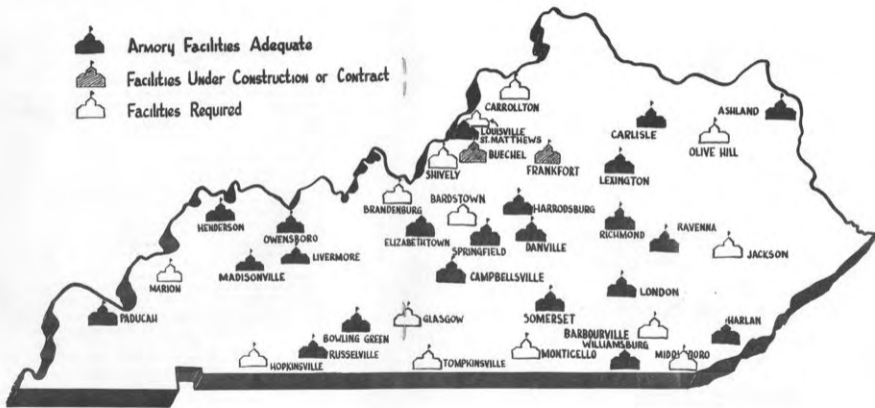 Armory Facilities Adequate
Facilities Under Construction or Contract
Facilities Required
CARROLLTON
ASHLAND
LOUISVILLE
ST. MATTHEWS
CARLISLE
OLIVE HILL
SHIVELY
BUECHEL
FRANKFORT
LEXINGTON
BRANDENBURG
BARDSTOWN
HARRODSBURG
HENDERSON
OWENSBORO
ELIZABETHTOWN
SPRINGFIELD
DANVILLE
RICHMOND
RAVENNA
JACKSON
MADISONVILLE
LIVERMORE
MARION
CAMPBELLSVILLE
LONDON
PADUCAH
BOWLING GREEN
GLASGOW
SOMERSET
BARBOURVILLE
HARLAN
RUSSELVILLE
HOPKINSVILLE
TOMPKINSVILLE
MONTICELLO
WILLIAMSBURG